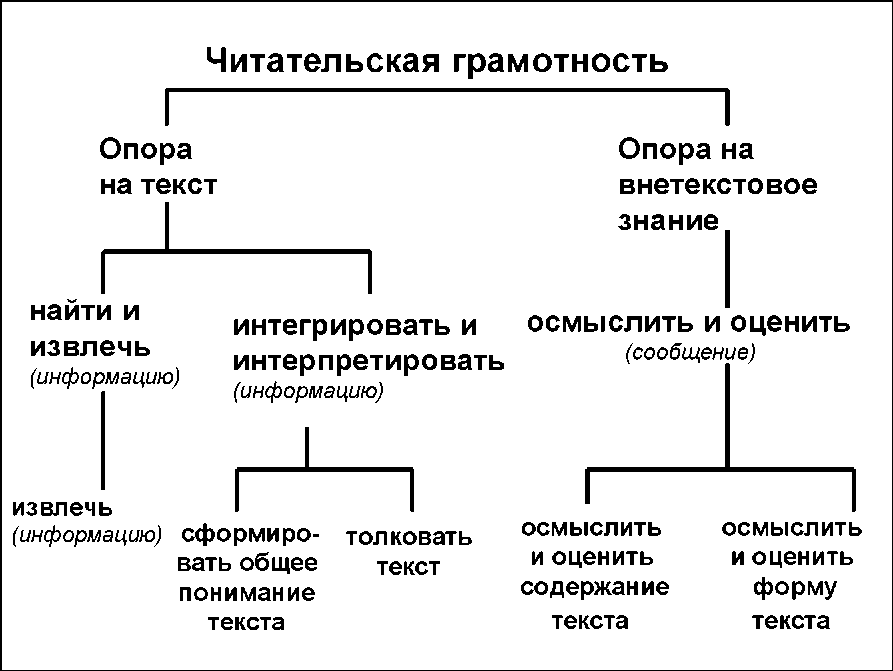 Читательская грамотность
Опора
на текст
Опора на
внетекстовое
знание
найти и
извлечь
(информацию)
интегрировать и
интерпретировать
(информацию)
осмыслить и оценить
(сообщение)
извлечь
(информацию)
сформиро-
вать общее
понимание
текста
толковать
текст
осмыслить
и оценить
содержание
текста
осмыслить
и оценить
форму
текста